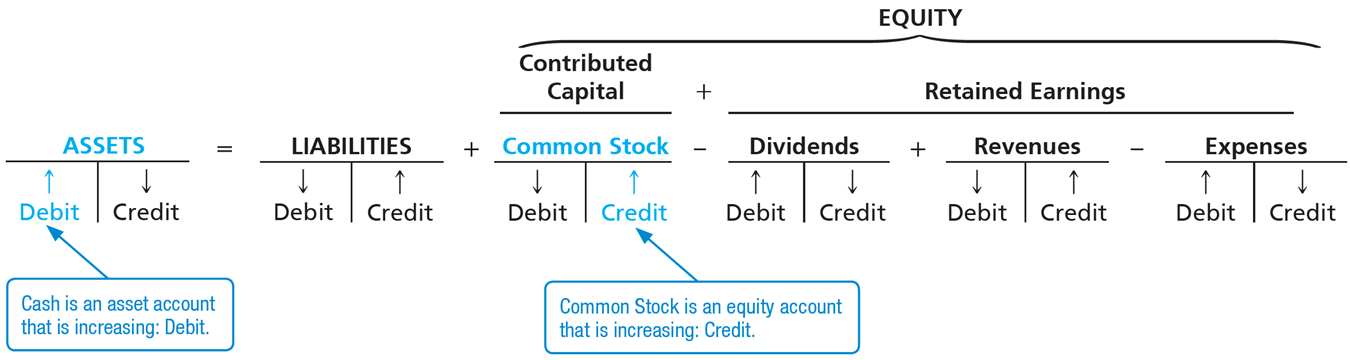 EQUITY
Contributed
Capital + Retained Earnings
ASSETS = LIABILITIES + Common Stock – Dividends + Revenues – Expenses
↑ ↓ ↓ ↑ ↓ ↑ ↑ ↓ ↓ ↑ ↑ ↓
Debit Credit Debit Credit Debit Credit Debit Credit Debit Credit Debit Credit
Cash is an asset account
that is increasing: Debit.
Common Stock is an equity account
that is increasing: Credit.